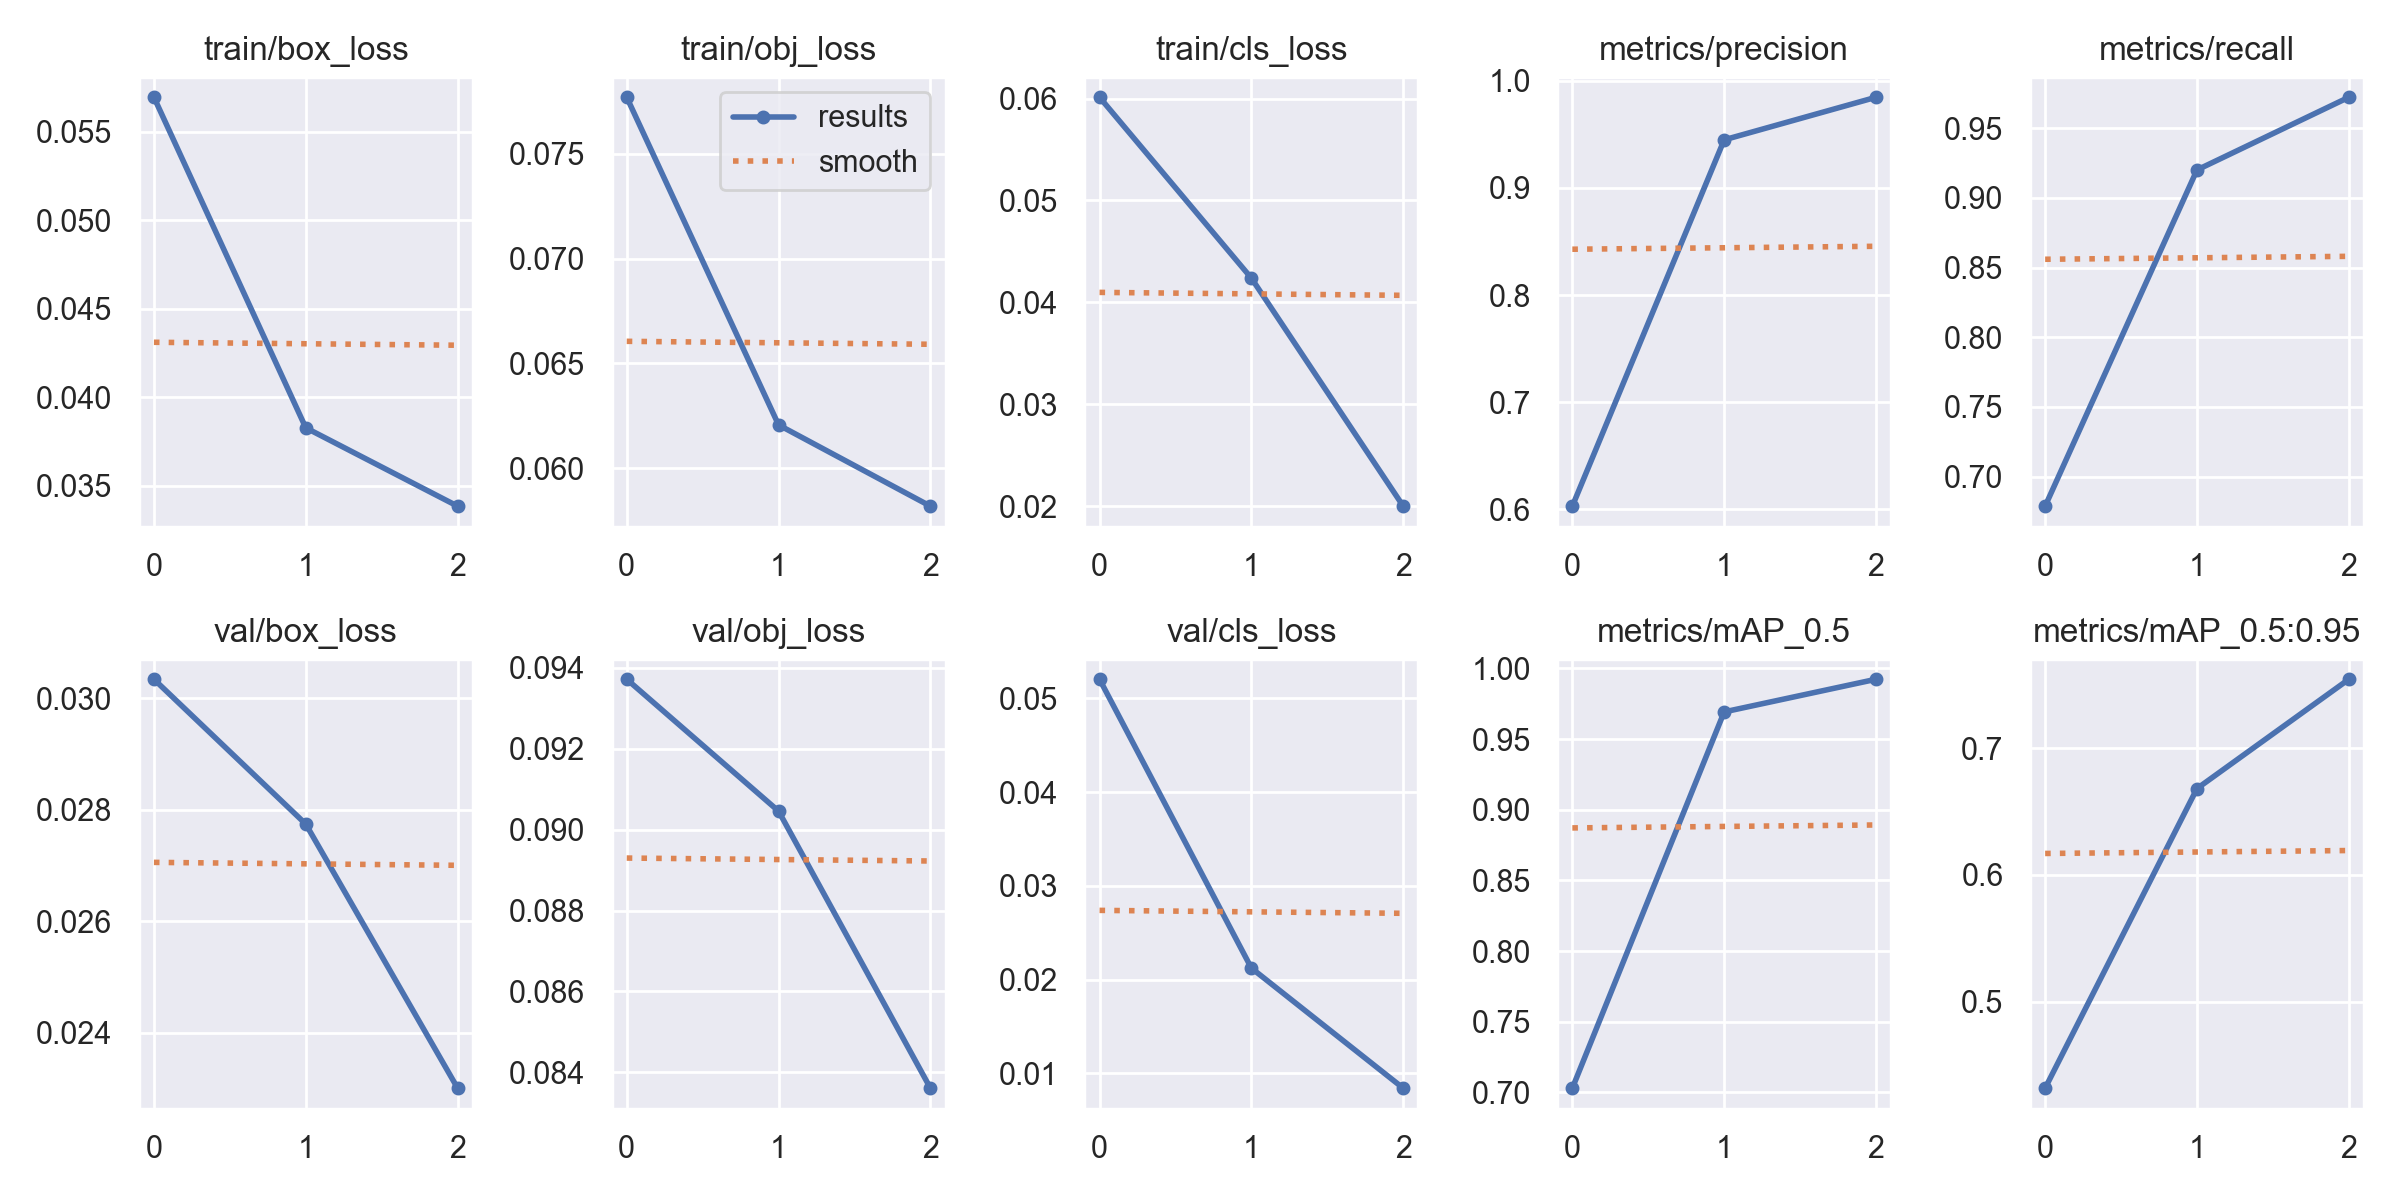 train/box_loss
0.055
0.050
0.045
0.040
0.035
0 1 2
train/obj_loss
results
smooth
0.075
0.070
0.065
0.060
0 1 2
train/cls_loss
0.06
0.05
0.04
0.03
0.02
0 1 2
metrics/precision
1.0
0.9
0.8
0.7
0.6
0 1 2
metrics/recall
0.95
0.90
0.85
0.80
0.75
0.70
0 1 2
val/box_loss
0.030
0.028
0.026
0.024
0 1 2
val/obj_loss
0.094
0.092
0.090
0.088
0.086
0.084
0 1 2
val/cls_loss
0.05
0.04
0.03
0.02
0.01
0 1 2
metrics/mAP_0.5
1.00
0.95
0.90
0.85
0.80
0.75
0.70
0 1 2
metrics/mAP_0.5:0.95
0.7
0.6
0.5
0 1 2